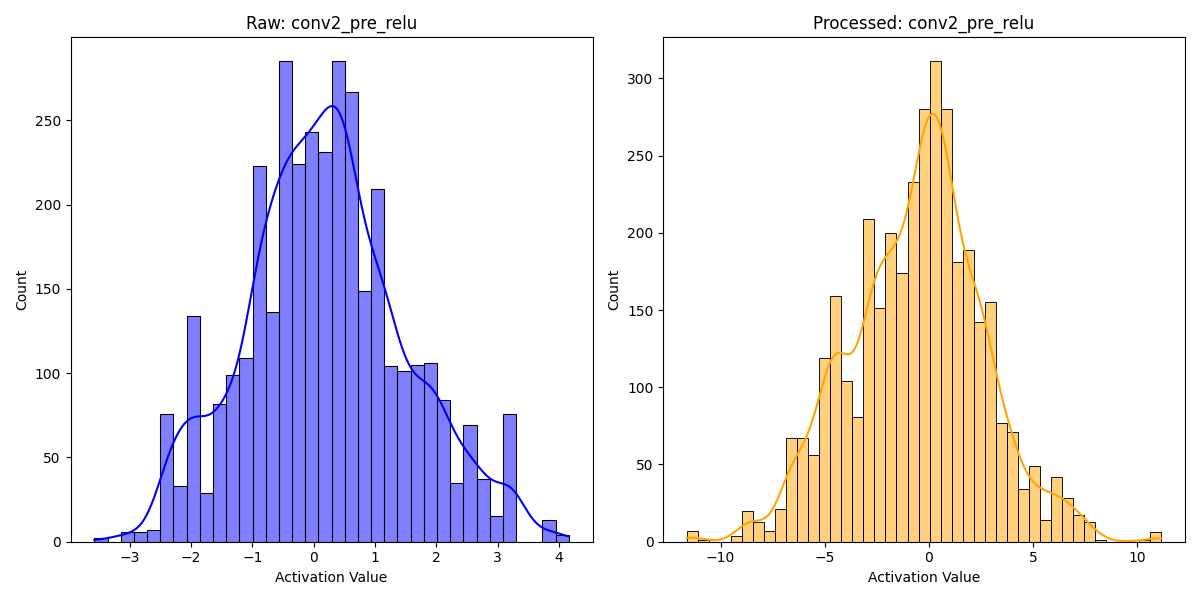 Raw: conv2_pre_relu
Count
250
200
150
100
50
0
−3 −2 −1 0 1 2 3 4
Activation Value
Processed: conv2_pre_relu
Count
300
250
200
150
100
50
0
−10 −5 0 5 10
Activation Value